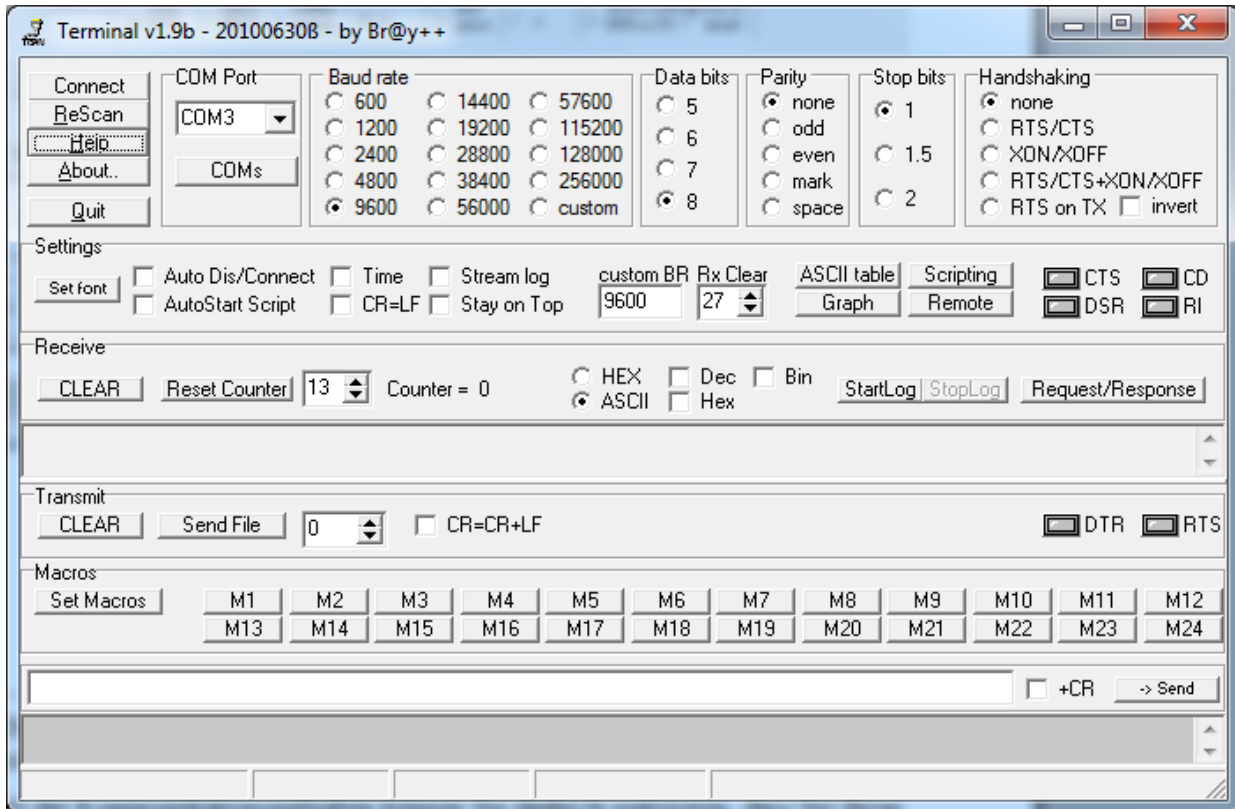 Terminal v1.9b - 20100630ß - by Br@y++
Connect
ReScan
Help
About..
Quit
COM Port
COM3
COMs
Baud rate
600 14400 57600
1200 19200 115200
2400 28800 128000
4800 38400 256000
9600 56000 custom
Data bits
5
6
7
8
Parity
none
odd
even
mark
space
Stop bits
1
1.5
2
Handshaking
none
RTS/CTS
XON/XOFF
RTS/CTS+XON/XOFF
RTS on TX invert
Settings
Set font
Auto Dis/Connect Time Stream log
AutoStart Script CR=LF Stay on Top
custom BR Rx Clear
9600 27
ASCII table Scripting
Graph Remote
CTS CD
DSR RI
Receive
CLEAR Reset Counter 13 Counter = 0
HEX Dec Bin
ASCII Hex
StartLog StopLog Request/Response
Transmit
CLEAR Send File 0 CR=CR+LF DTR RTS
Macros
Set Macros M1 M2 M3 M4 M5 M6 M7 M8 M9 M10 M11 M12
M13 M14 M15 M16 M17 M18 M19 M20 M21 M22 M23 M24
+CR -> Send